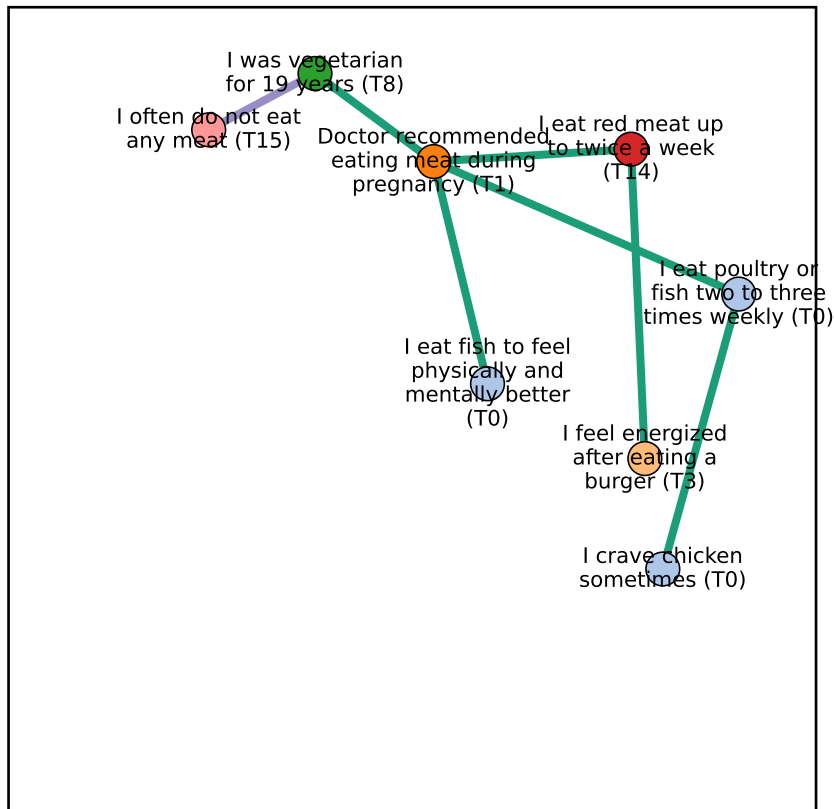 I was vegetarian
for 19 years (T8)
I often do not eat
any meat (T15)
Doctor recommended
eating meat during
pregnancy (T1)
I eat red meat up
to twice a week
(T14)
I eat poultry or
fish two to three
times weekly (T0)
I eat fish to feel
physically and
mentally better
(T0)
I feel energized
after eating a
burger (T3)
I crave chicken
sometimes (T0)